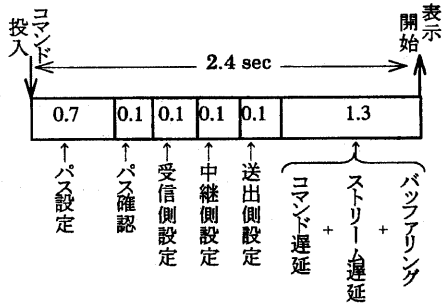 コマンド
投入
表示
開始
2.4 sec
0.7
0.1
0.1
0.1
0.1
1.3
パス設定
パス確認
受信側設定
中継側設定
送出側設定
コマンド遅延
+
ストリーム遅延
+
バッファリング